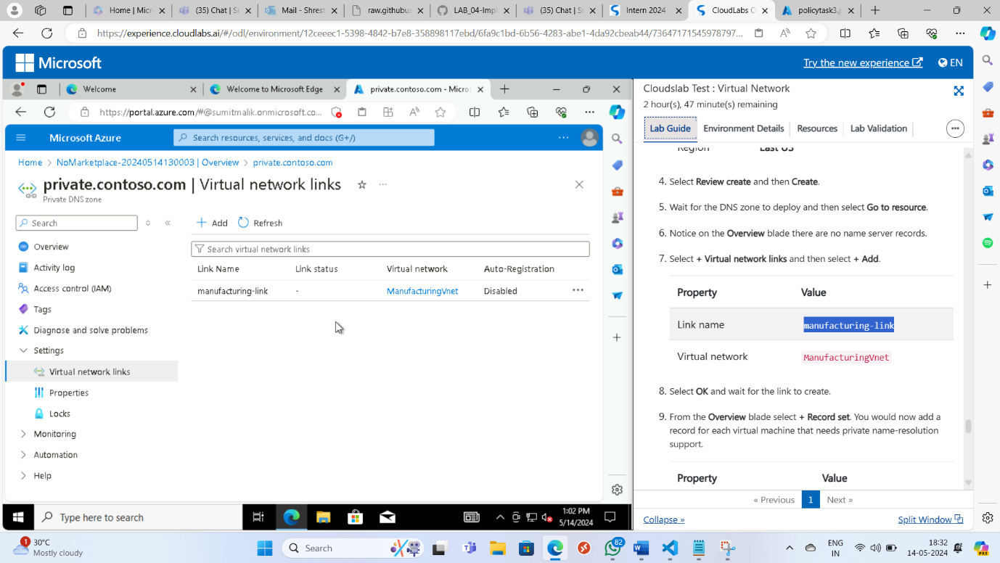 Home | Micr
(35) Chat | Sr
Mail - Shrest
raw.githubus
LAB_04-Impl
(35) Chat | Sr
Intern 2024
CloudLabs O
policytask3.js
https://experience.cloudlabs.ai/#/odl/environment/12ceeec1-5398-4842-b7e8-358898117ebd/6fa9c1bd-6b56-4283-abe1-4da92cbeab44/73647171545978797...
Microsoft
Try the new experience
EN
Welcome
Welcome to Microsoft Edge
private.contoso.com - Micros
https://portal.azure.com/#@sumitmalik.onmicrosoft.co...
Microsoft Azure
Search resources, services, and docs (G+/)
Home > NoMarketplace-20240514130003 | Overview > private.contoso.com
private.contoso.com | Virtual network links
Private DNS zone
Search
Add
Refresh
Overview
Activity log
Access control (IAM)
Tags
Diagnose and solve problems
Settings
Virtual network links
Properties
Locks
Monitoring
Automation
Help
Search virtual network links
Link Name Link status Virtual network Auto-Registration
manufacturing-link - ManufacturingVnet Disabled
Type here to search
1:02 PM
5/14/2024
Cloudslab Test : Virtual Network
2 hour(s), 47 minute(s) remaining
Lab Guide
Environment Details
Resources
Lab Validation
Region East US
4. Select Review create and then Create.
5. Wait for the DNS zone to deploy and then select Go to resource.
6. Notice on the Overview blade there are no name server records.
7. Select + Virtual network links and then select + Add.
Property Value
Link name manufacturing-link
Virtual network ManufacturingVnet
8. Select OK and wait for the link to create.
9. From the Overview blade select + Record set. You would now add a
record for each virtual machine that needs private name-resolution
support.
Property Value
« Previous 1 Next »
Collapse »
Split Window
1
30°C
Mostly cloudy
Search
82
PRE
ENG
IN
18:32
14-05-2024